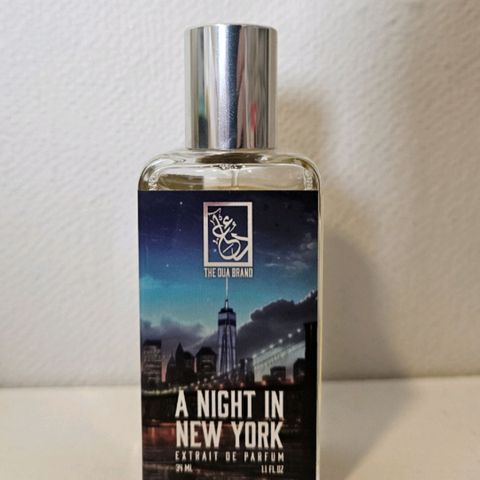 THE DUA BRAND
A NIGHT IN
NEW YORK
EXTRAIT DE PARFUM
34 ML 1.1 FL OZ